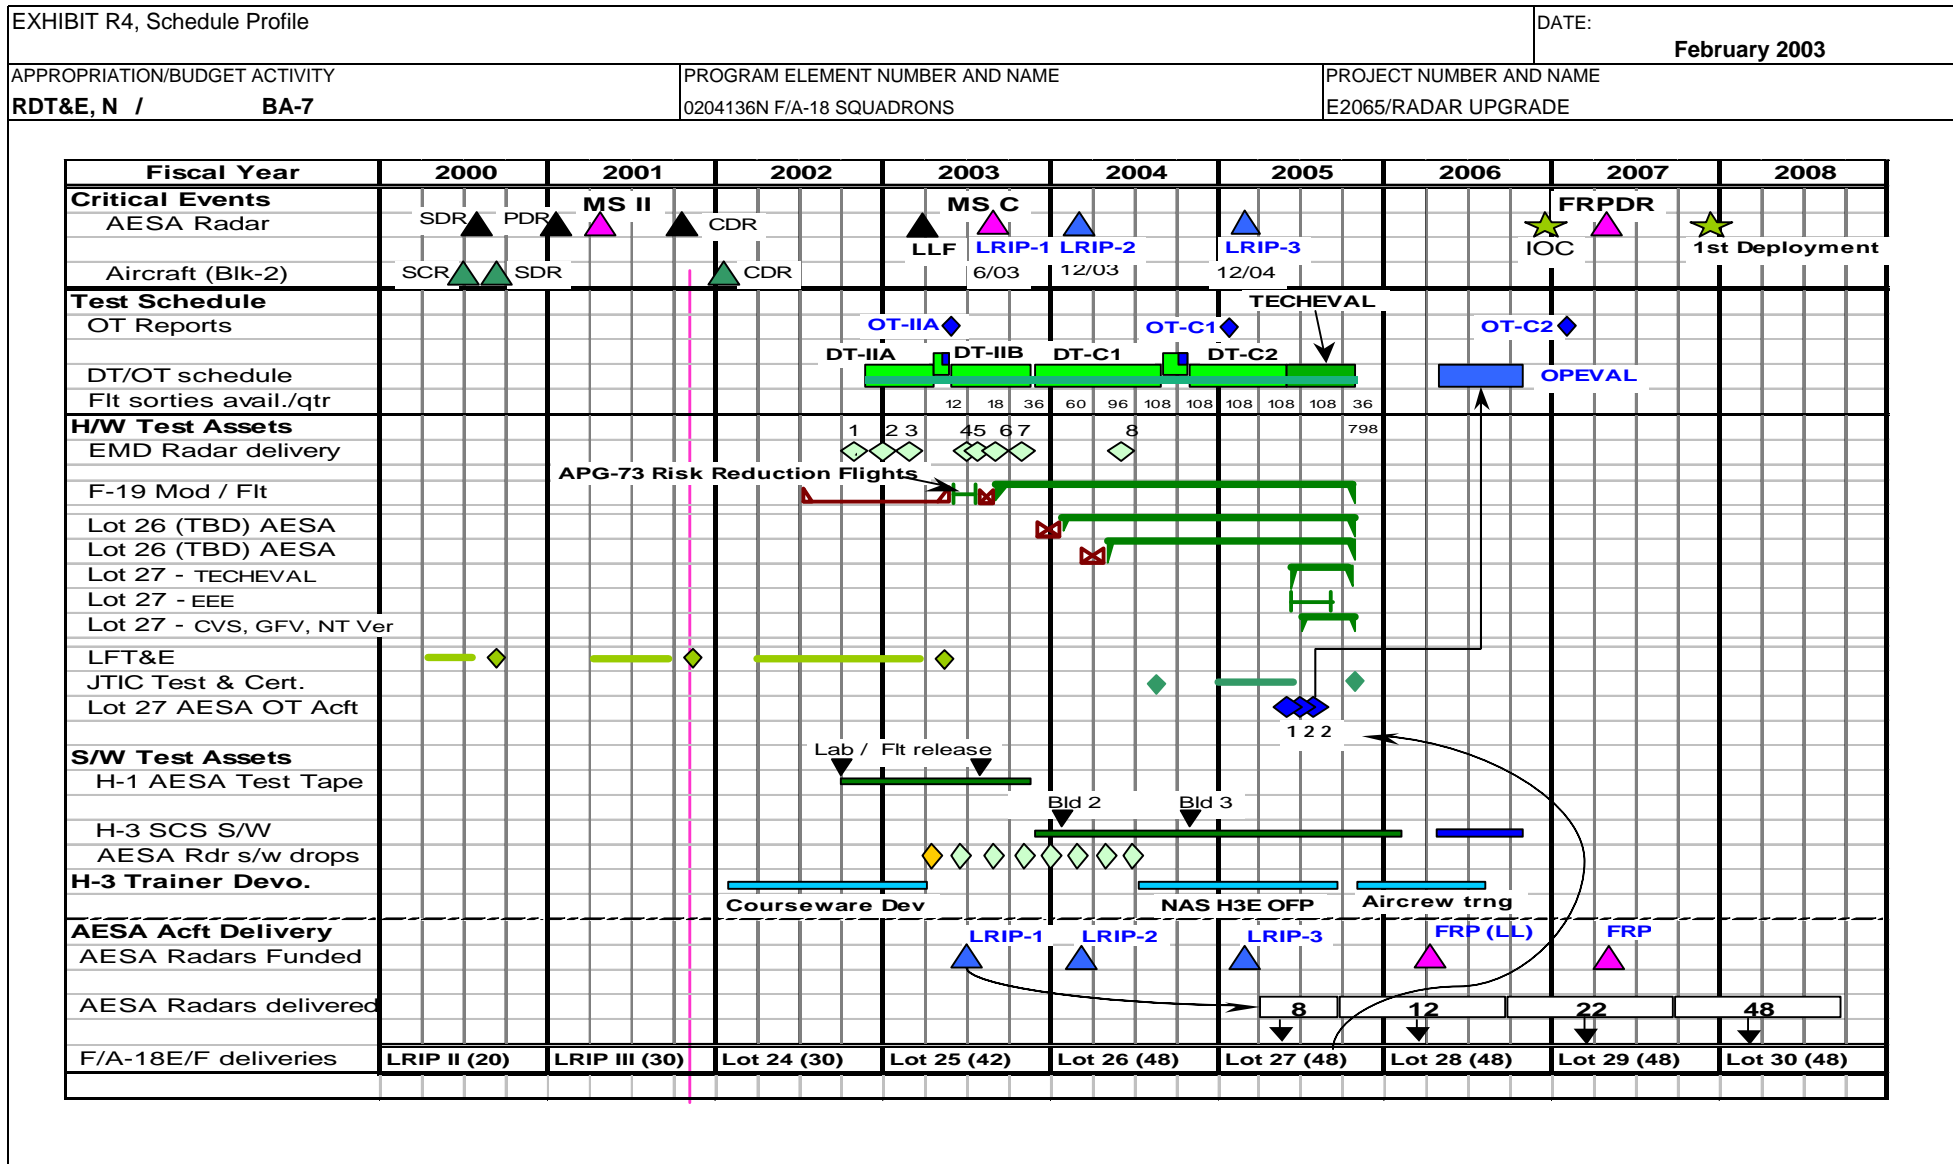 EXHIBIT R4, Schedule Profile
DATE:
February 2003
APPROPRIATION/BUDGET ACTIVITY
PROGRAM ELEMENT NUMBER AND NAME
PROJECT NUMBER AND NAME
RDT&E, N / BA-7
0204136N F/A-18 SQUADRONS
E2065/RADAR UPGRADE
Fiscal Year 2000 2001 2002 2003 2004 2005 2006 2007 2008
Critical Events
MS II MS C FRPDR
AESA Radar
SDR PDR CDR
LLF LRIP-1 LRIP-2 LRIP-3 IOC 1st Deployment
6/03 12/03 12/04
Aircraft (Blk-2)
SCR SDR CDR
Test Schedule
TECHEVAL
OT Reports
OT-IIA OT-C1 OT-C2
DT-IIA DT-IIB DT-C1 DT-C2
DT/OT schedule
OPEVAL
Flt sorties avail./qtr
12 18 36 60 96 108 108 108 108 108 36
H/W Test Assets
1 2 3 4 5 6 7 8 798
EMD Radar delivery
APG-73 Risk Reduction Flights
F-19 Mod / Flt
Lot 26 (TBD) AESA
Lot 26 (TBD) AESA
Lot 27 - TECHEVAL
Lot 27 - EEE
Lot 27 - CVS, GFV, NT Ver
LFT&E
JTIC Test & Cert.
Lot 27 AESA OT Acft
1 2 2
S/W Test Assets
Lab / Flt release
H-1 AESA Test Tape
Bld 2 Bld 3
H-3 SCS S/W
AESA Rdr s/w drops
H-3 Trainer Devo.
Courseware Dev NAS H3E OFP Aircrew trng
AESA Acft Delivery
LRIP-1 LRIP-2 LRIP-3 FRP (LL) FRP
AESA Radars Funded
AESA Radars delivered
8 12 22 48
F/A-18E/F deliveries
LRIP II (20) LRIP III (30) Lot 24 (30) Lot 25 (42) Lot 26 (48) Lot 27 (48) Lot 28 (48) Lot 29 (48) Lot 30 (48)